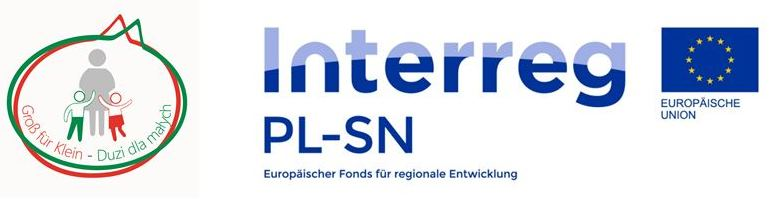 Groß für Klein - Duzi dla małych
Interreg
PL-SN
Europäischer Fonds für regionale Entwicklung
EUROPÄISCHE
UNION